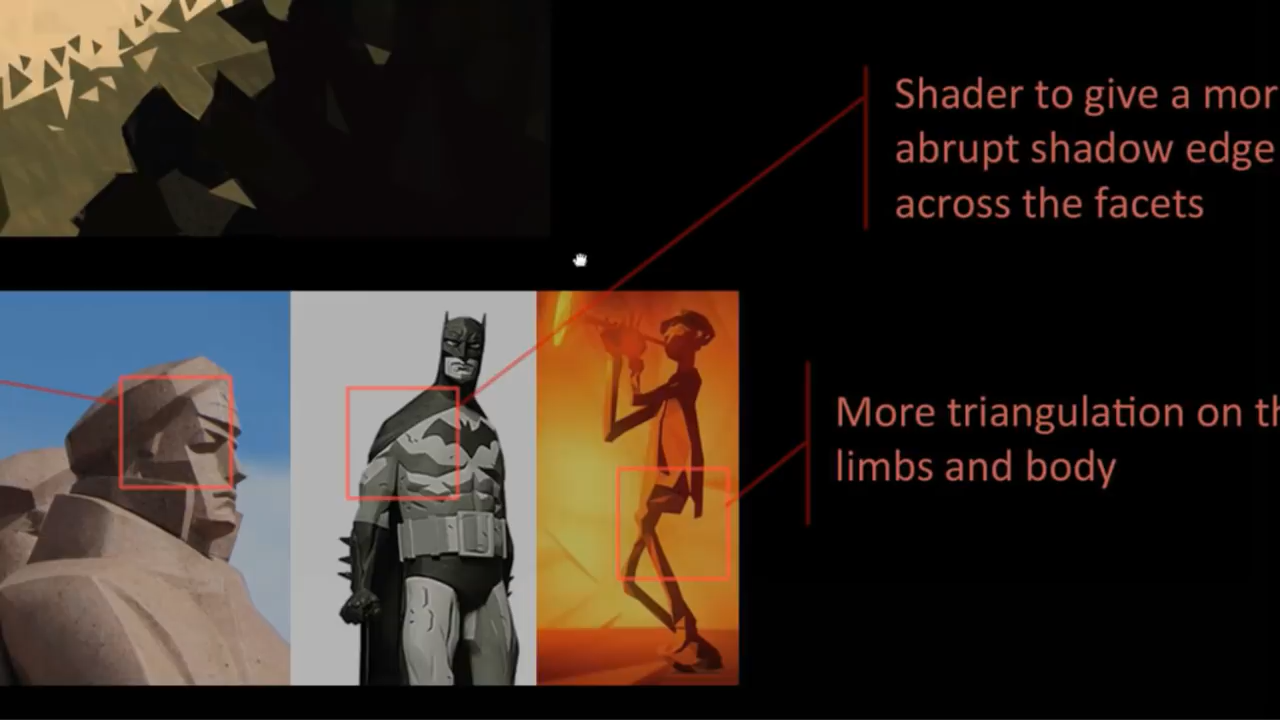 Shader to give a mor
abrupt shadow edge
across the facets
More triangulation on th
limbs and body